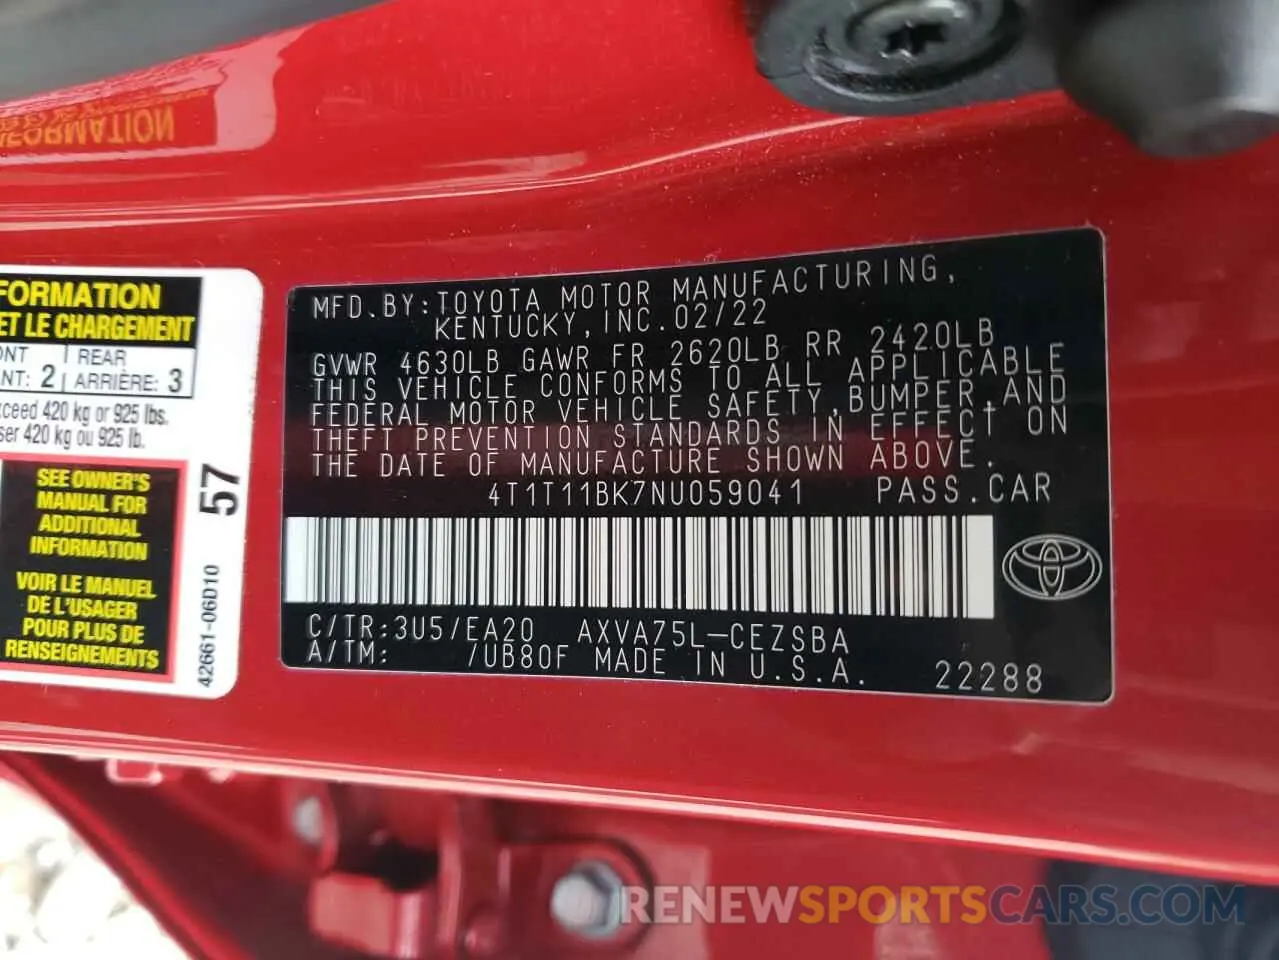 FORMATION
FORMATION
ET LE CHARGEMENT
REAR
2 ARRIÈRE: 3
420 kg or 925 lbs.
420 kg ou 925 lb.
SEE OWNER'S
MANUAL FOR
ADDITIONAL
INFORMATION
VOIR LE MANUEL
DE L'USAGER
POUR PLUS DE
RENSEIGNEMENTS
57
42661-06D10
MFD.BY:TOYOTA MOTOR MANUFACTURING,
KENTUCKY,INC.02/22
GVWR 4630LB GAWR FR 2620LB RR 2420LB
THIS VEHICLE CONFORMS TO ALL APPLICABLE
FEDERAL MOTOR VEHICLE SAFETY,BUMPER,AND
THEFT PREVENTION STANDARDS IN EFFECT ON
THE DATE OF MANUFACTURE SHOWN ABOVE.
4T1T11BK7NU059041 PASS.CAR
C/TR:3U5/EA20 AXVA75L-CEZSBA
A/TM: /UB80F MADE IN U.S.A. 22288
RENEWSPORTSCARS.COM